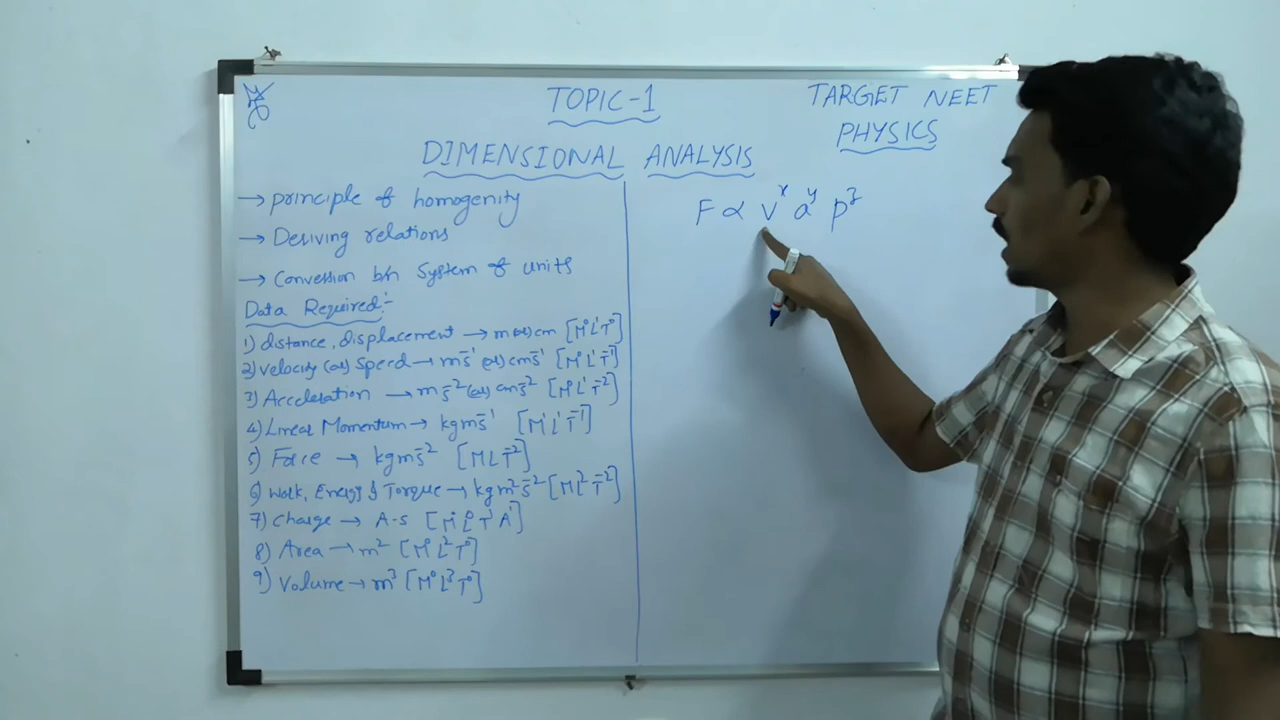 TOPIC-1
TARGET NEET
PHYSICS
DIMENSIONAL ANALYSIS
→ principle of homogenity
→ Deriving relations
→ Conversion b/n System of units
Data Required:-
1) distance, displacement → m (or) cm [M⁰L¹T⁰]
2) velocity (or) Speed → ms⁻¹ (or) cms⁻¹ [M⁰L¹T⁻¹]
3) Acceleration → ms⁻² (or) cms⁻² [M⁰L¹T⁻²]
4) Linear Momentum → kgms⁻¹ [M¹L¹T⁻¹]
5) Force → kgms⁻² [MLT⁻²]
6) Work, Energy & Torque → kgm²s⁻² [ML²T⁻²]
7) Charge → A-s [M⁰L⁰T¹A¹]
8) Area → m² [M⁰L²T⁰]
9) Volume → m³ [M⁰L³T⁰]
F ∝ v^x a^y p^z